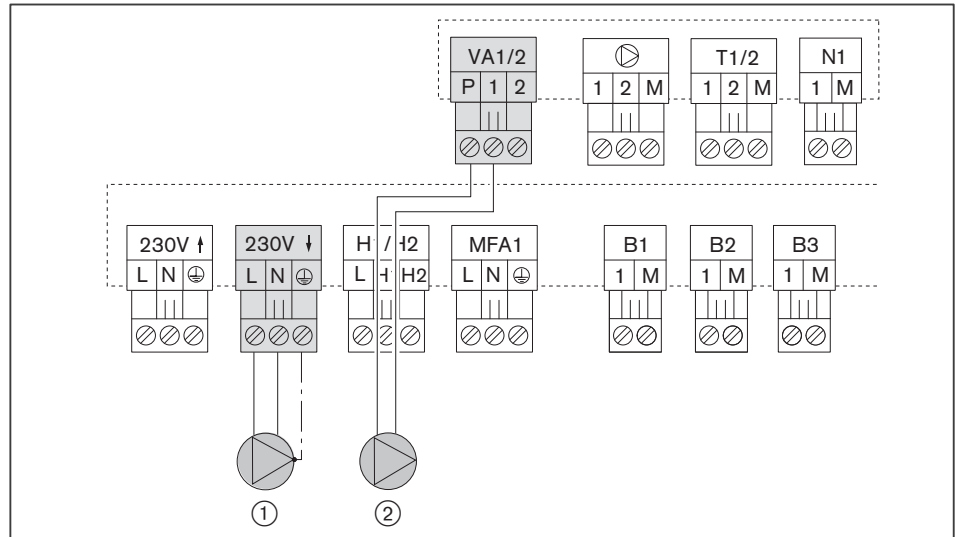 VA1/2 T1/2 N1
P 1 2 1 2 M 1 2 M 1 M
230V 230V H1/H2 MFA1 B1 B2 B3
L N L N L H1 H2 L N 1 M 1 M 1 M
① ②